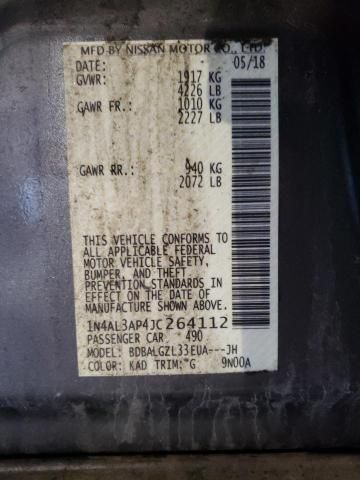 MFD BY NISSAN MOTOR CO., LTD.
DATE: 05/18
GVWR: 1917 KG
4226 LB
GAWR FR: 1010 KG
2227 LB
GAWR RR: 940 KG
2072 LB
THIS VEHICLE CONFORMS TO
ALL APPLICABLE FEDERAL
MOTOR VEHICLE SAFETY,
BUMPER, AND THEFT
PREVENTION STANDARDS
IN EFFECT ON THE DATE OF
MANUFACTURE SHOWN ABOVE.
1N4AL3AP4JC264112
PASSENGER CAR 490
MODEL: BDBALGZL33EUA---JH
COLOR: KAD TRIM: G 9N00A